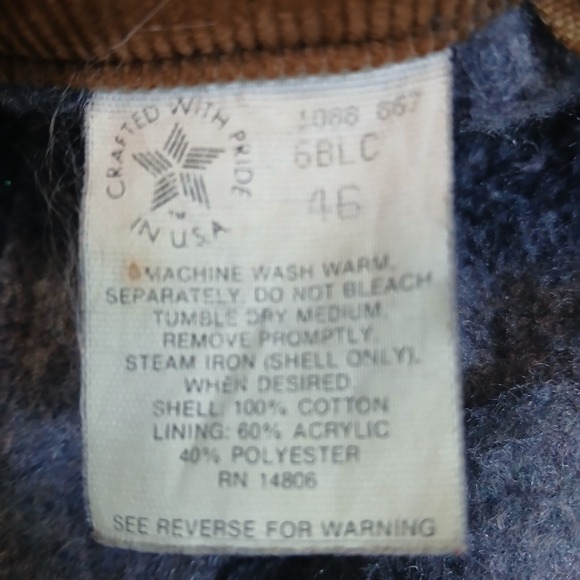 CRAFTED WITH PRIDE
IN U.S.A
TM
1088 667
6BLC
46
MACHINE WASH WARM,
SEPARATELY. DO NOT BLEACH
TUMBLE DRY MEDIUM.
REMOVE PROMPTLY.
STEAM IRON (SHELL ONLY),
WHEN DESIRED
SHELL: 100% COTTON
LINING: 60% ACRYLIC
40% POLYESTER
RN 14806
SEE REVERSE FOR WARNING